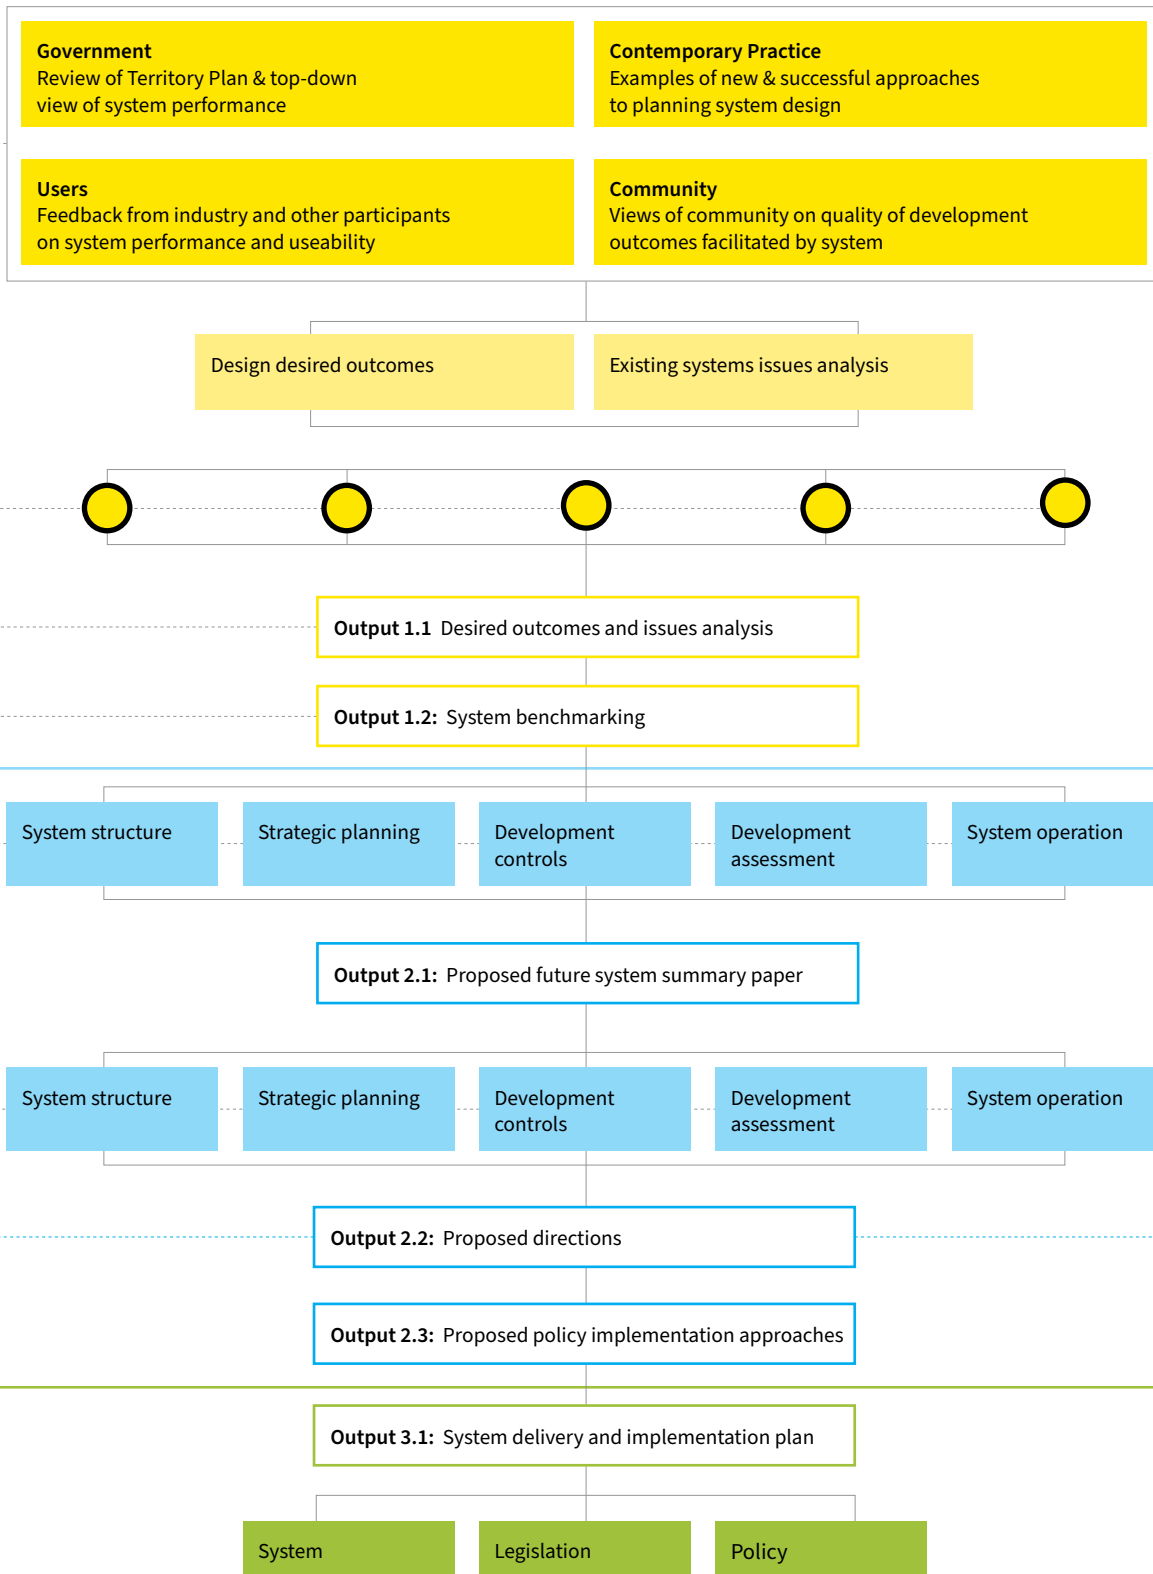 Government
Review of Territory Plan & top-down
view of system performance
Contemporary Practice
Examples of new & successful approaches
to planning system design
Users
Feedback from industry and other participants
on system performance and useability
Community
Views of community on quality of development
outcomes facilitated by system
Design desired outcomes
Existing systems issues analysis
Output 1.1 Desired outcomes and issues analysis
Output 1.2: System benchmarking
System structure
Strategic planning
Development
controls
Development
assessment
System operation
Output 2.1: Proposed future system summary paper
System structure
Strategic planning
Development
controls
Development
assessment
System operation
Output 2.2: Proposed directions
Output 2.3: Proposed policy implementation approaches
Output 3.1: System delivery and implementation plan
System
Legislation
Policy